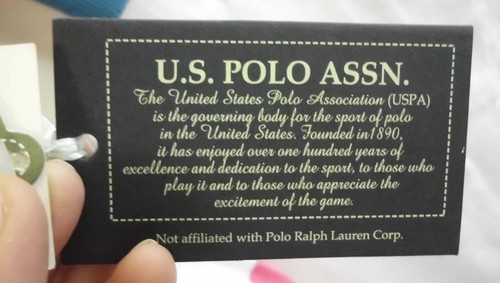 U.S. POLO ASSN.
The United States Polo Association (USPA)
is the governing body for the sport of polo
in the United States. Founded in1890,
it has enjoyed over one hundred years of
excellence and dedication to the sport, to those who
play it and to those who appreciate the
excitement of the game.
Not affiliated with Polo Ralph Lauren Corp.